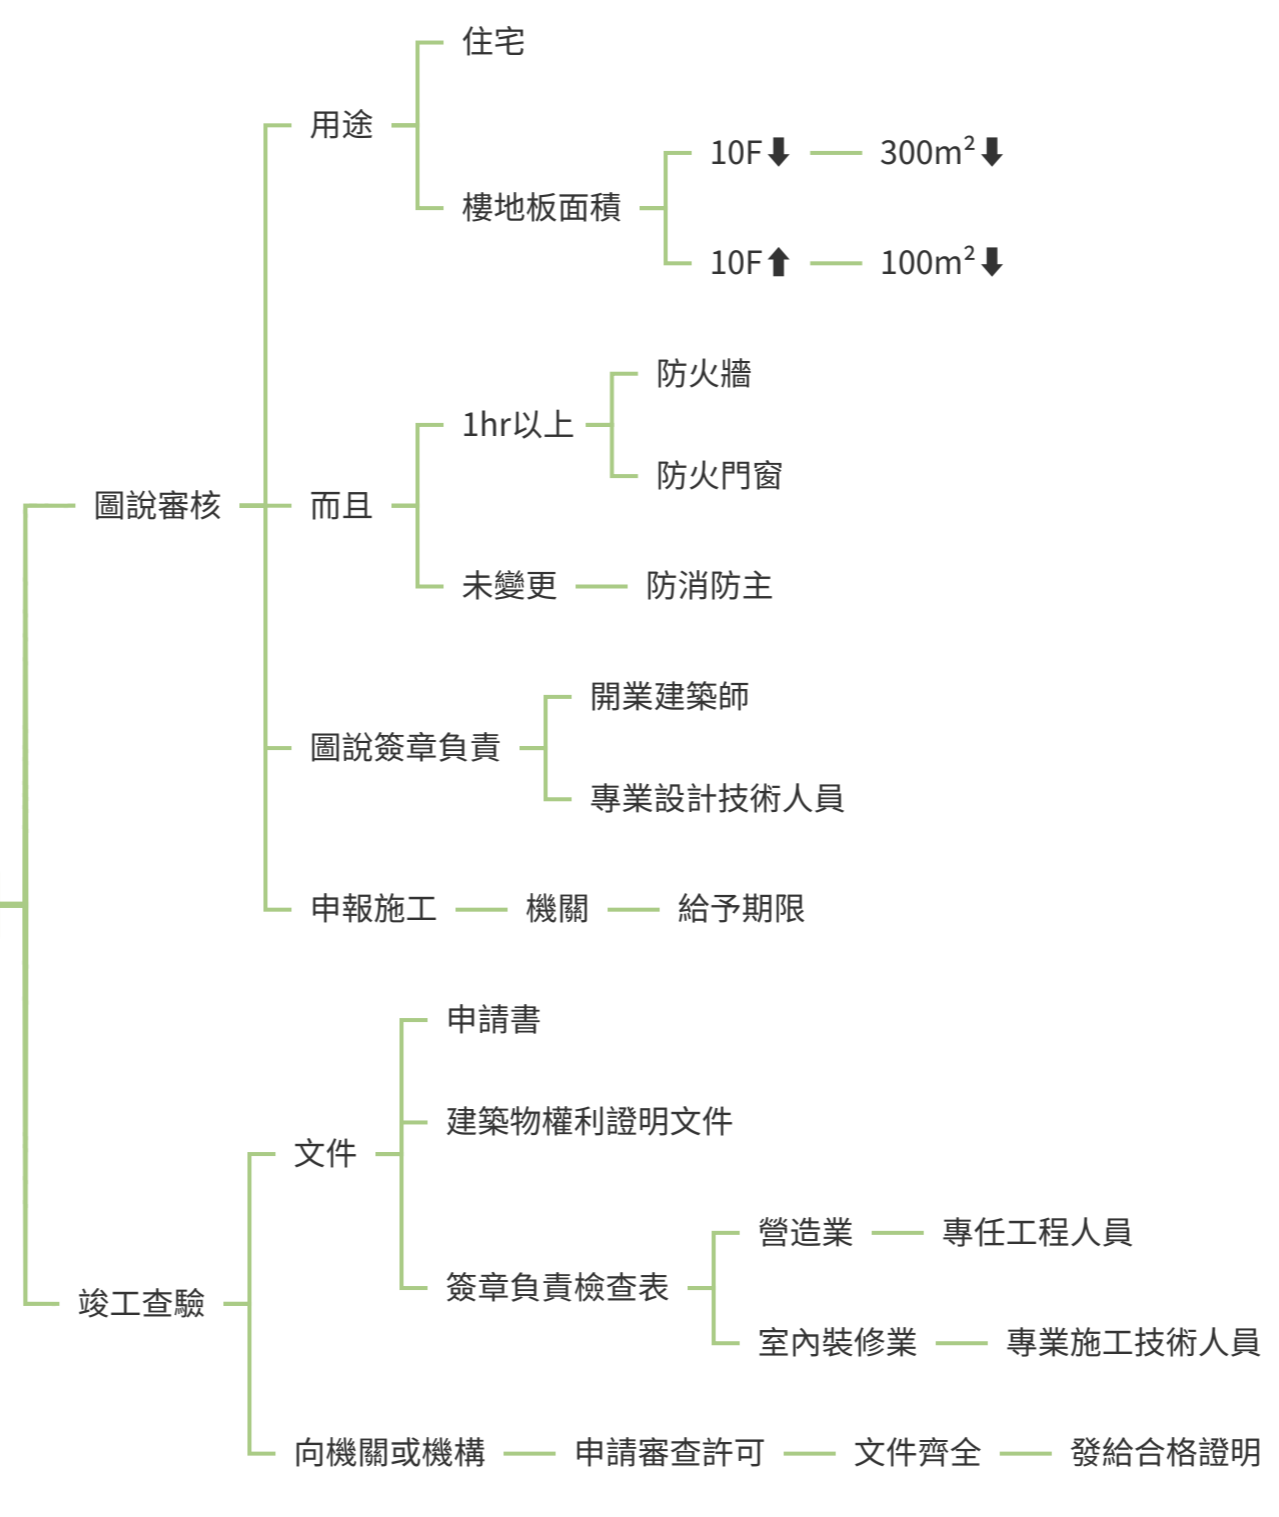 住宅
用途
10F⬇ 300m²⬇
樓地板面積
10F⬆ 100m²⬇
防火牆
1hr以上
防火門窗
圖說審核
而且
未變更 防消防主
開業建築師
圖說簽章負責
專業設計技術人員
申報施工 機關 給予期限
申請書
建築物權利證明文件
文件
營造業 專任工程人員
簽章負責檢查表
竣工查驗
室內裝修業 專業施工技術人員
向機關或機構 申請審查許可 文件齊全 發給合格證明